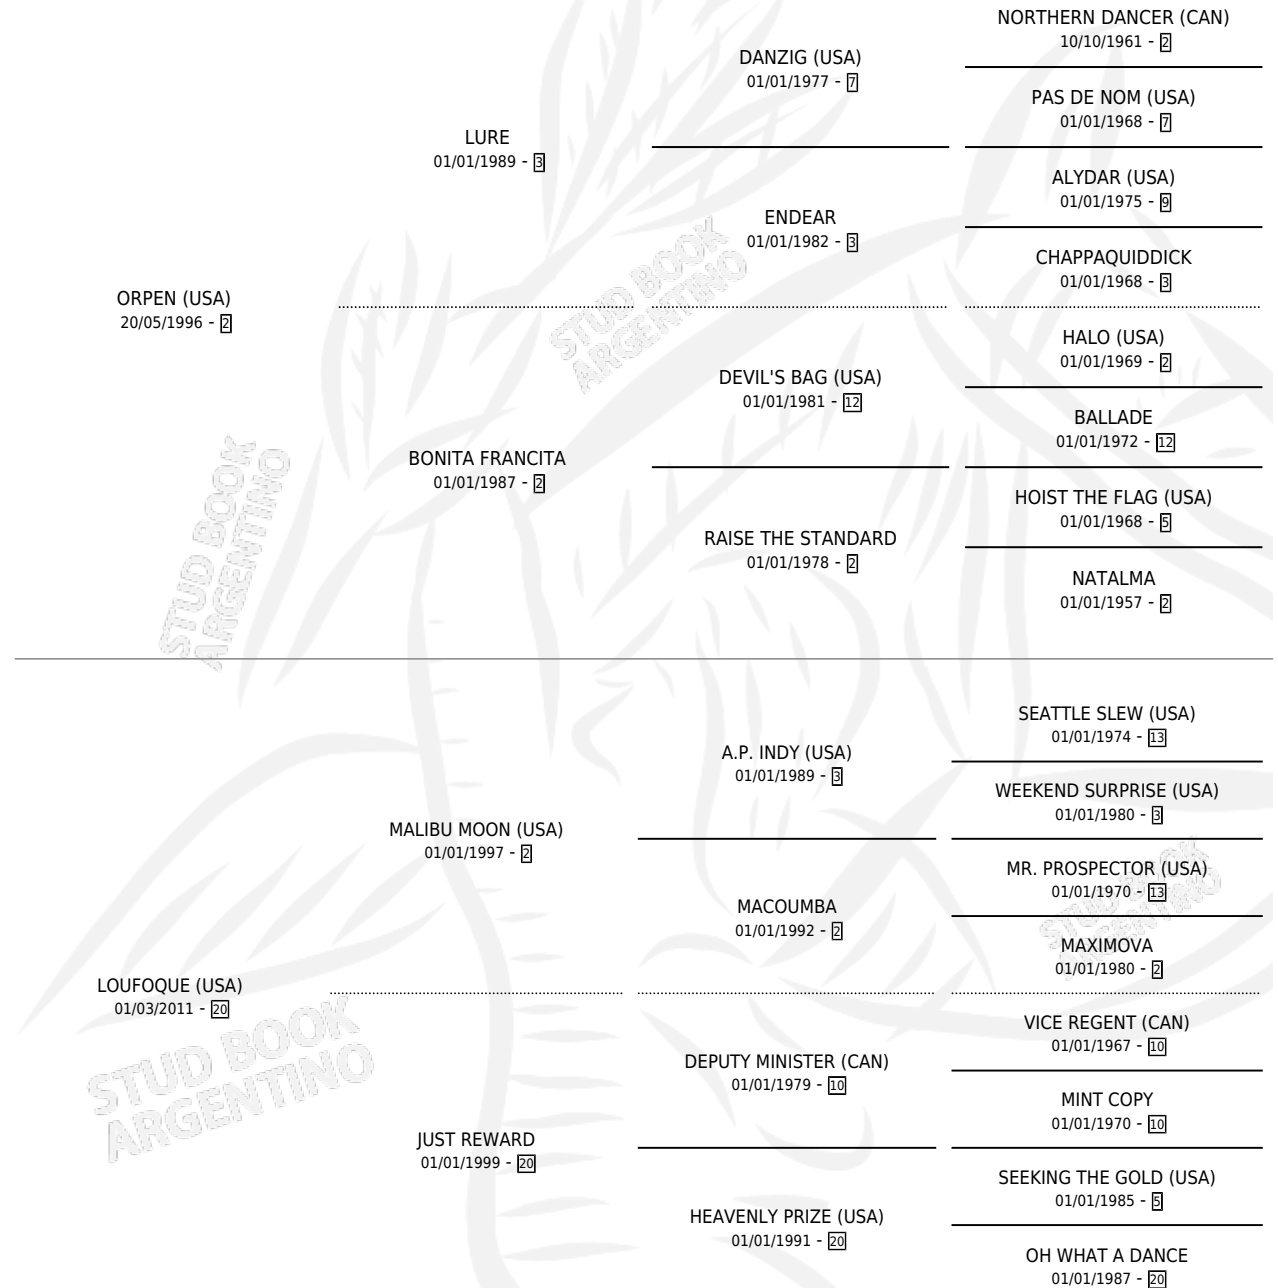 NORTHERN DANCER (CAN)
10/10/1961 - 2
DANZIG (USA)
01/01/1977 - 7
PAS DE NOM (USA)
01/01/1968 - 7
LURE
01/01/1989 - 3
ALYDAR (USA)
01/01/1975 - 9
ENDEAR
01/01/1982 - 3
CHAPPAQUIDDICK
01/01/1968 - 3
ORPEN (USA)
20/05/1996 - 2
STUD BOOK
ARGENTINO
HALO (USA)
01/01/1969 - 2
DEVIL'S BAG (USA)
01/01/1981 - 12
BALLADE
01/01/1972 - 12
BONITA FRANCITA
01/01/1987 - 2
HOIST THE FLAG (USA)
01/01/1968 - 5
RAISE THE STANDARD
01/01/1978 - 2
NATALMA
01/01/1957 - 2
STUD BOOK
ARGENTINO
SEATTLE SLEW (USA)
01/01/1974 - 13
A.P. INDY (USA)
01/01/1989 - 3
WEEKEND SURPRISE (USA)
01/01/1980 - 3
MALIBU MOON (USA)
01/01/1997 - 2
MR. PROSPECTOR (USA)
01/01/1970 - 13
MACOUMBA
01/01/1992 - 2
STUD BOOK
ARGENTINO
MAXIMOVA
01/01/1980 - 2
LOUFOQUE (USA)
01/03/2011 - 20
STUD BOOK
ARGENTINO
VICE REGENT (CAN)
01/01/1967 - 10
DEPUTY MINISTER (CAN)
01/01/1979 - 10
MINT COPY
01/01/1970 - 10
JUST REWARD
01/01/1999 - 20
SEEKING THE GOLD (USA)
01/01/1985 - 5
HEAVENLY PRIZE (USA)
01/01/1991 - 20
OH WHAT A DANCE
01/01/1987 - 20